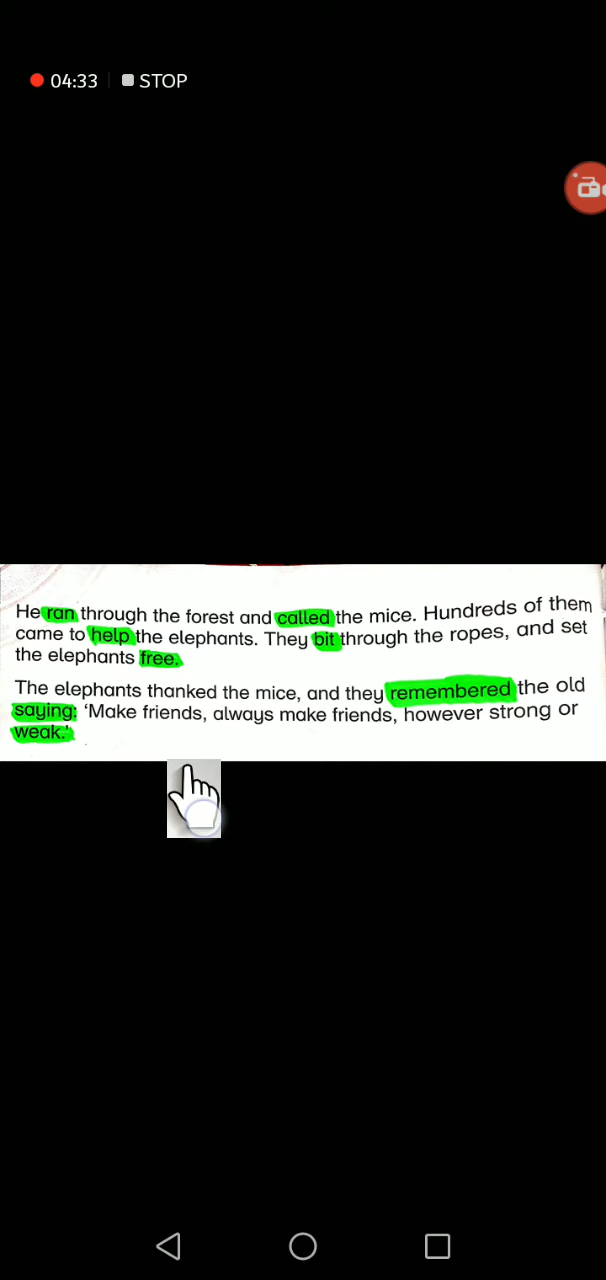 04:33 STOP
He ran through the forest and called the mice. Hundreds of them
came to help the elephants. They bit through the ropes, and set
the elephants free.
The elephants thanked the mice, and they remembered the old
saying: ‘Make friends, always make friends, however strong or
weak.’